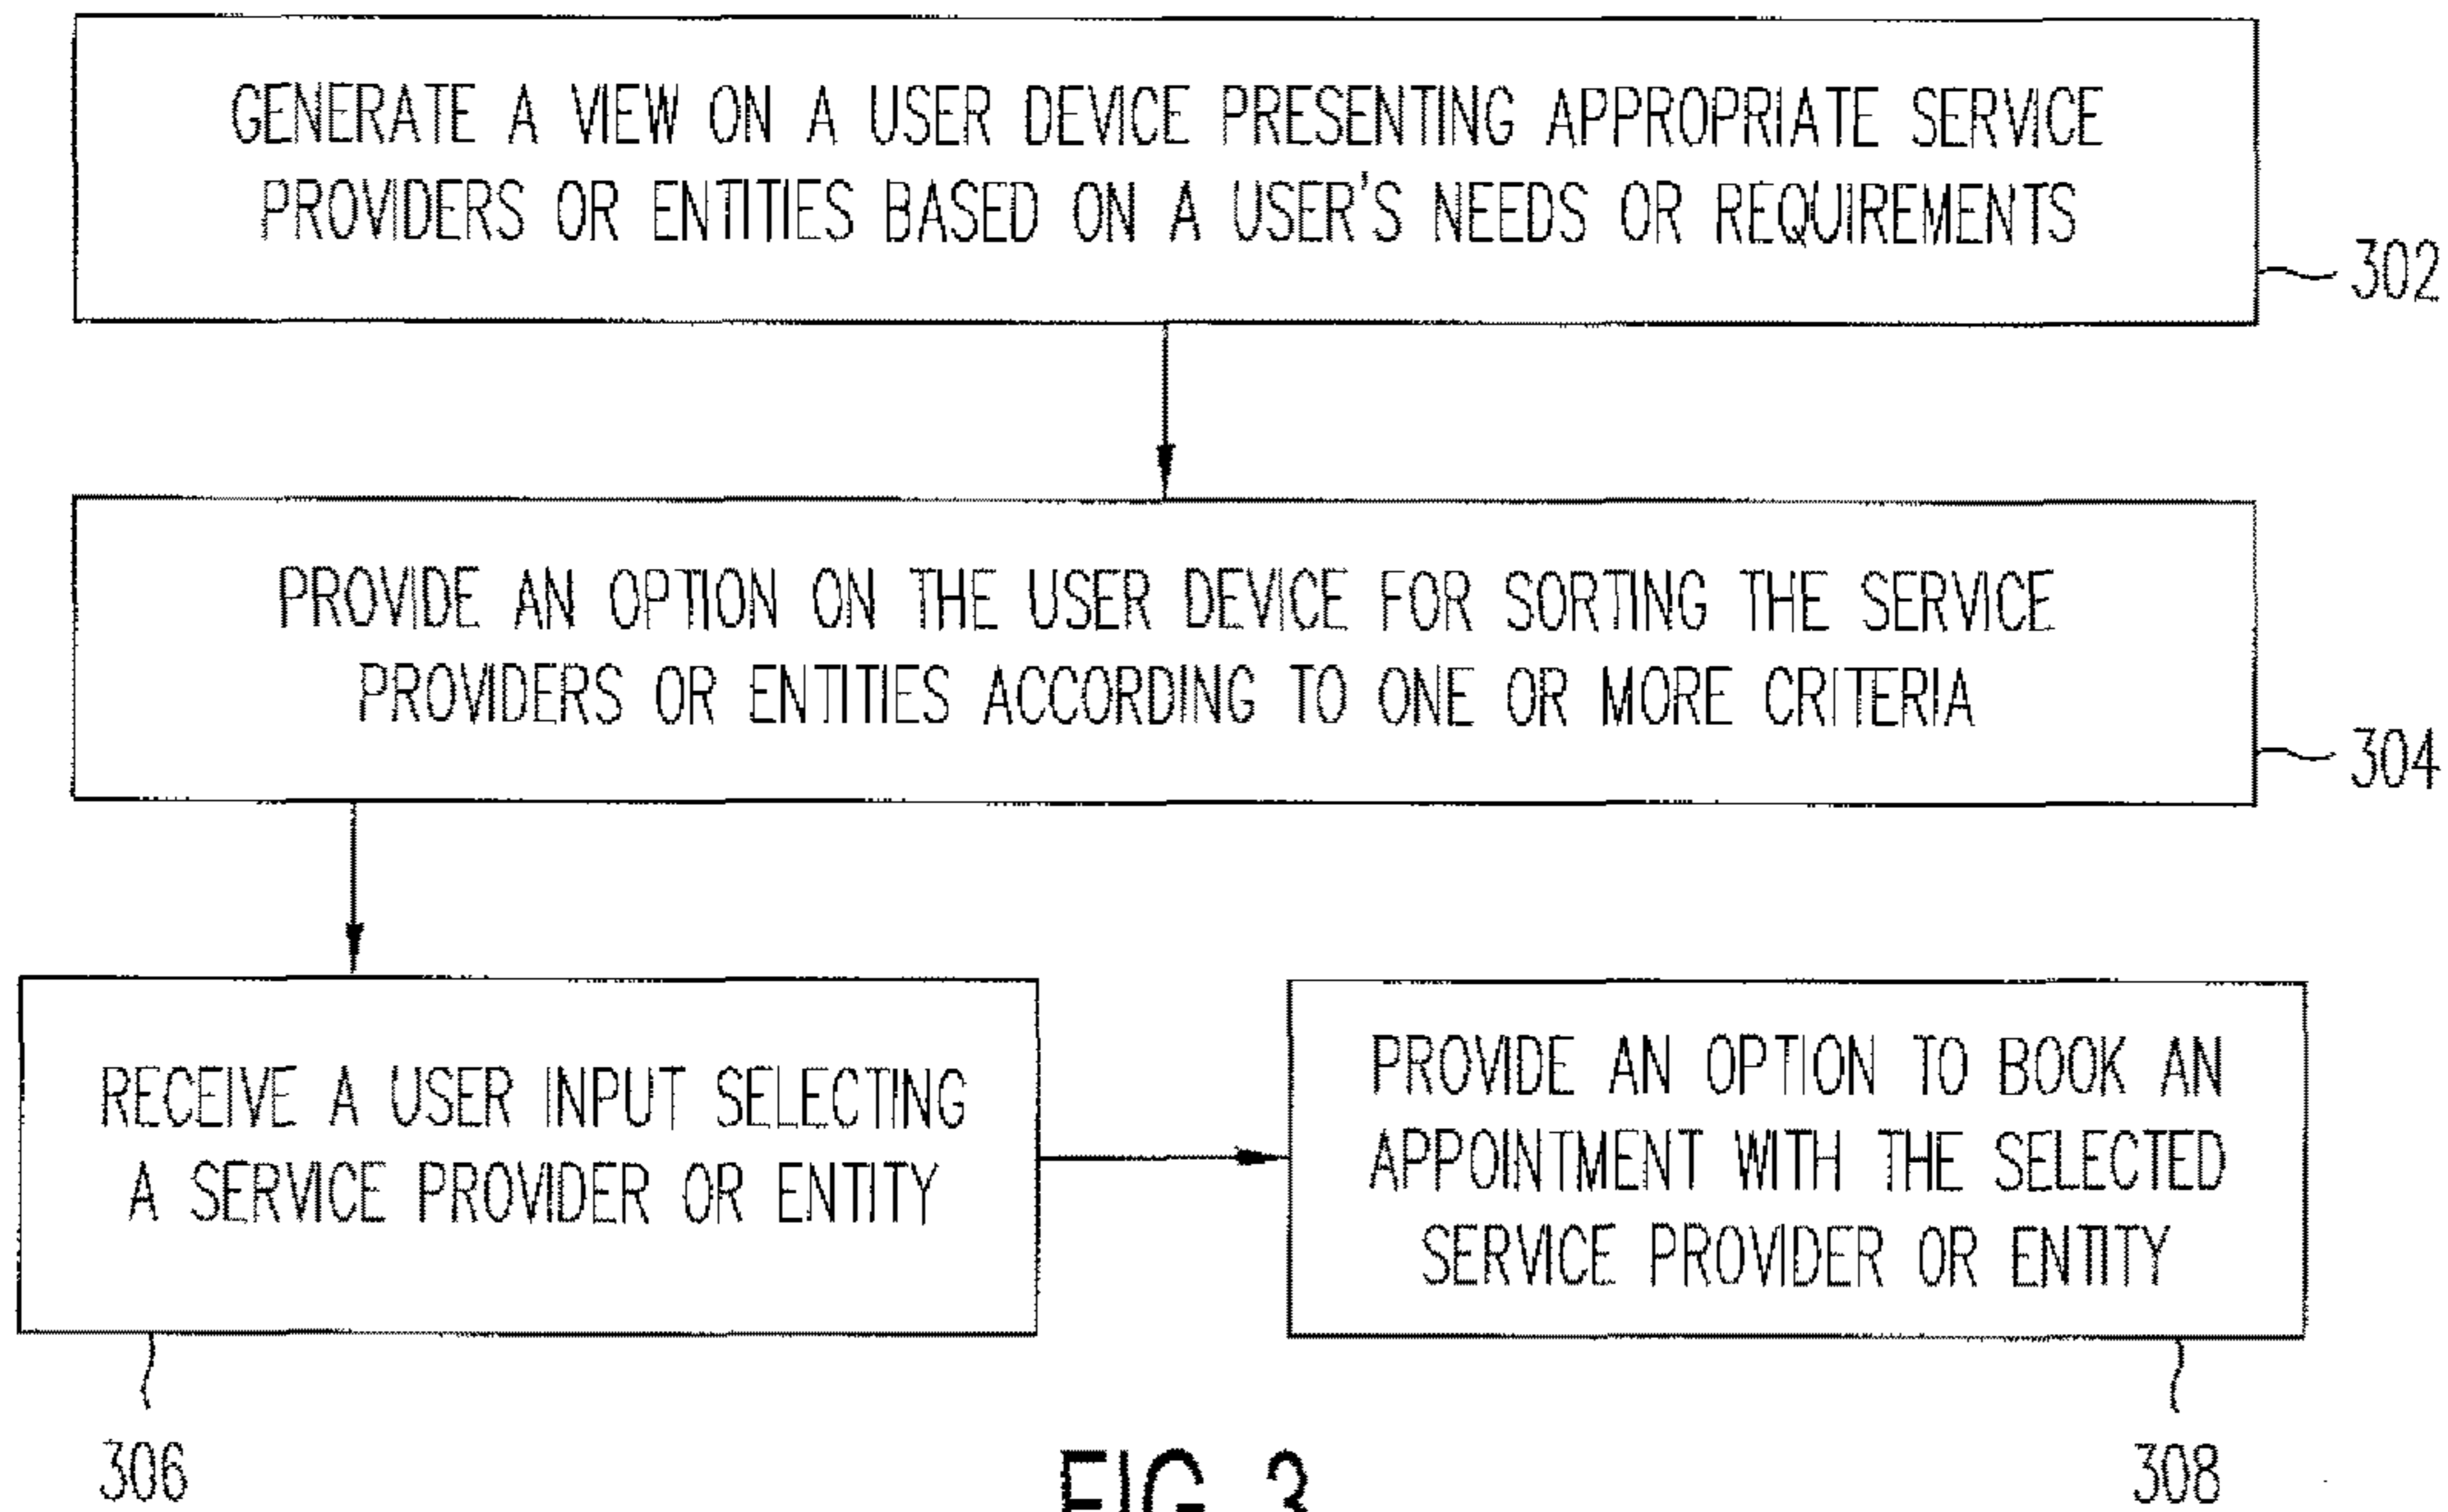 GENERATE A VIEW ON A USER DEVICE PRESENTING APPROPRIATE SERVICE
PROVIDERS OR ENTITIES BASED ON A USER'S NEEDS OR REQUIREMENTS
302
PROVIDE AN OPTION ON THE USER DEVICE FOR SORTING THE SERVICE
PROVIDERS OR ENTITIES ACCORDING TO ONE OR MORE CRITERIA
304
RECEIVE A USER INPUT SELECTING
A SERVICE PROVIDER OR ENTITY
306
PROVIDE AN OPTION TO BOOK AN
APPOINTMENT WITH THE SELECTED
SERVICE PROVIDER OR ENTITY
308
FIG. 3